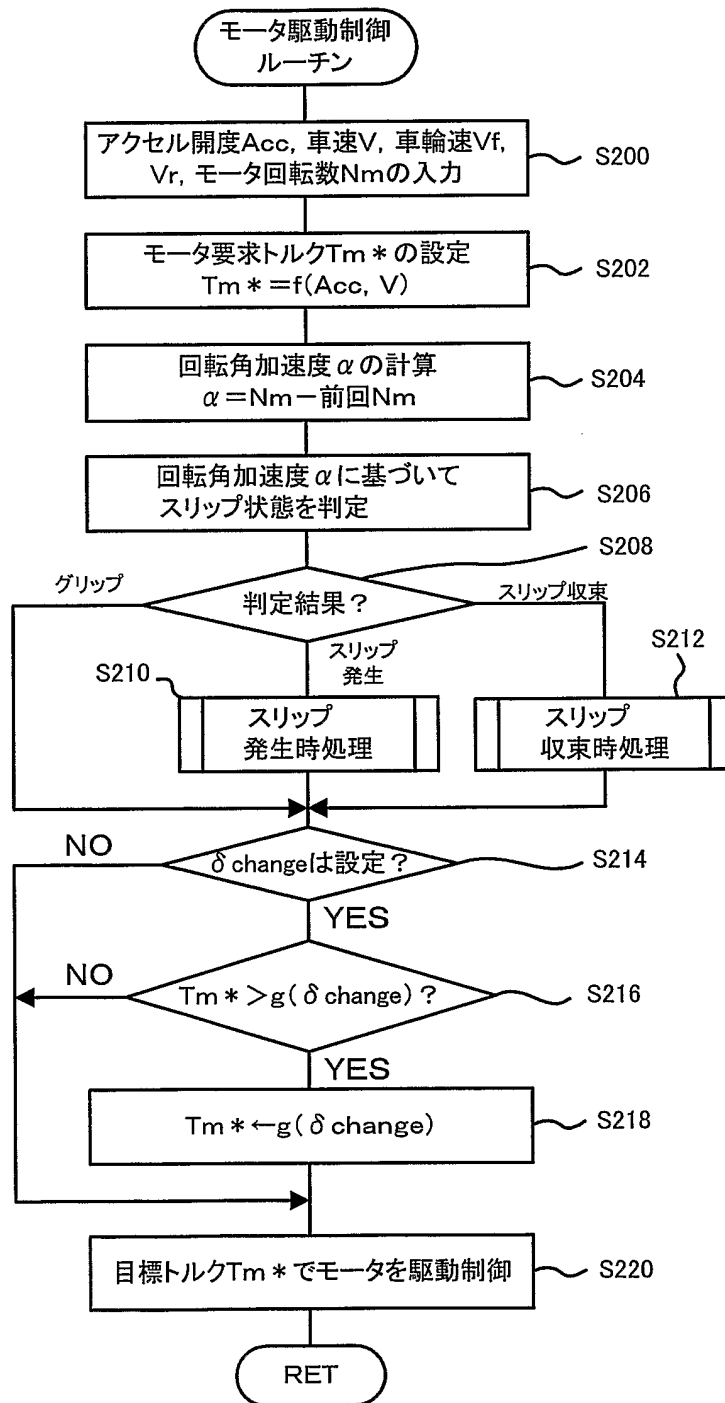 モータ駆動制御
ルーチン
アクセル開度Acc, 車速V, 車輪速Vf,
Vr, モータ回転数Nmの入力
S200
モータ要求トルクTm*の設定
Tm*=f(Acc, V)
S202
回転角加速度αの計算
α=Nm-前回Nm
S204
回転角加速度αに基づいて
スリップ状態を判定
S206
S208
グリップ
判定結果？
スリップ収束
スリップ
発生
S210
S212
スリップ
発生時処理
スリップ
収束時処理
NO
δchangeは設定？
S214
YES
NO
Tm*>g(δchange)？
S216
YES
Tm*←g(δchange)
S218
目標トルクTm*でモータを駆動制御
S220
RET